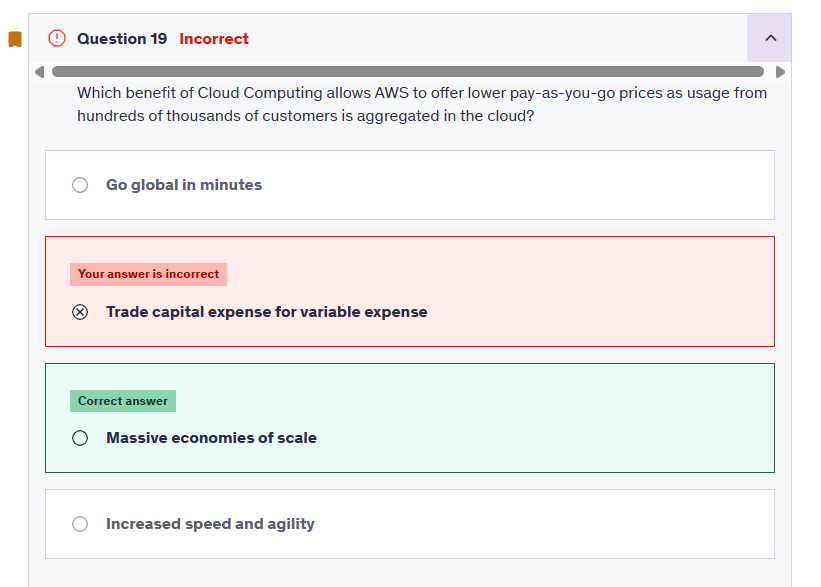 Question 19 Incorrect
Which benefit of Cloud Computing allows AWS to offer lower pay-as-you-go prices as usage from
hundreds of thousands of customers is aggregated in the cloud?
Go global in minutes
Your answer is incorrect
Trade capital expense for variable expense
Correct answer
Massive economies of scale
Increased speed and agility